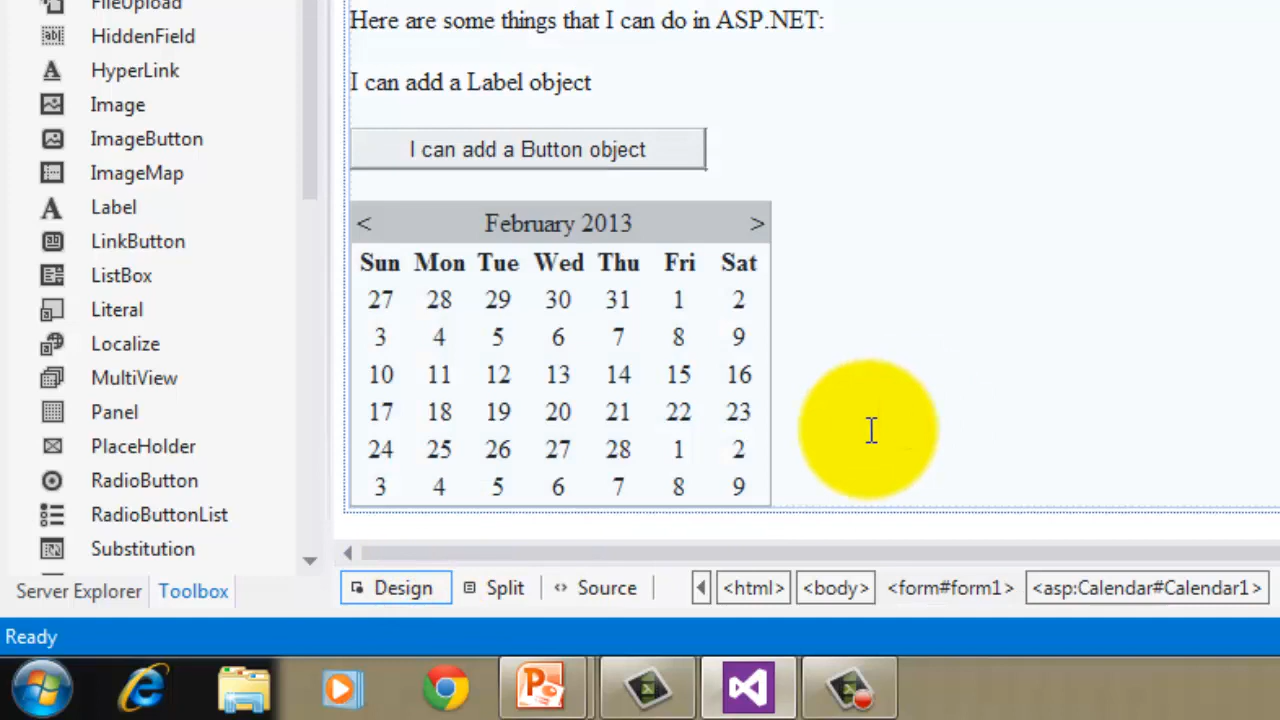 FileUpload
HiddenField
HyperLink
Image
ImageButton
ImageMap
Label
LinkButton
ListBox
Literal
Localize
MultiView
Panel
PlaceHolder
RadioButton
RadioButtonList
Substitution
Server Explorer Toolbox
Here are some things that I can do in ASP.NET:
I can add a Label object
I can add a Button object
< February 2013 >
Sun Mon Tue Wed Thu Fri Sat
27 28 29 30 31 1 2
3 4 5 6 7 8 9
10 11 12 13 14 15 16
17 18 19 20 21 22 23
24 25 26 27 28 1 2
3 4 5 6 7 8 9
Design Split Source <html> <body> <form#form1> <asp:Calendar#Calendar1>
Ready